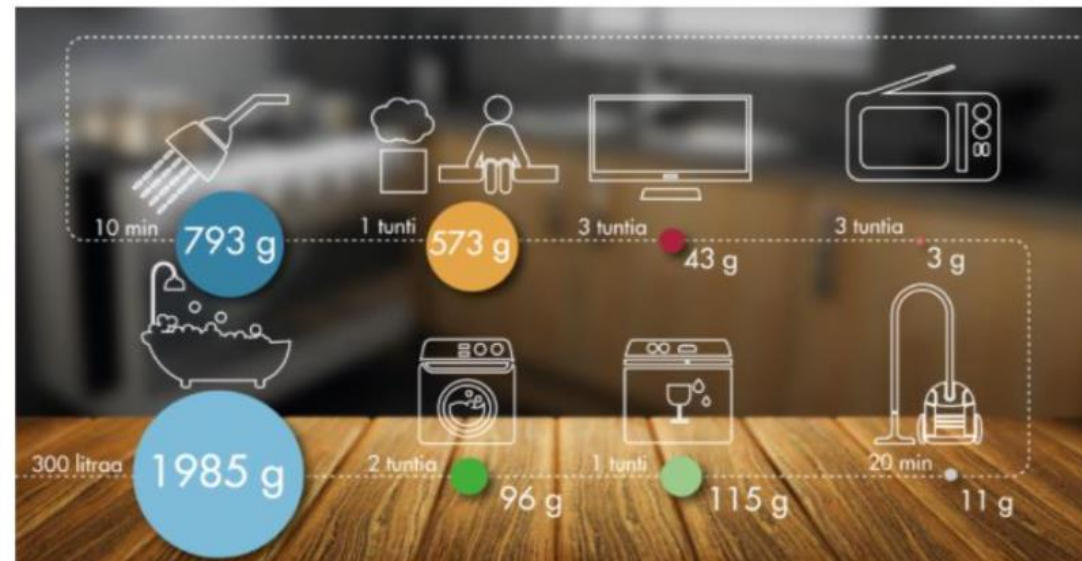 10 min
793 g
1 tunti
573 g
3 tuntia
43 g
3 tuntia
3 g
300 litraa
1985 g
2 tuntia
96 g
1 tunti
115 g
20 min
11 g